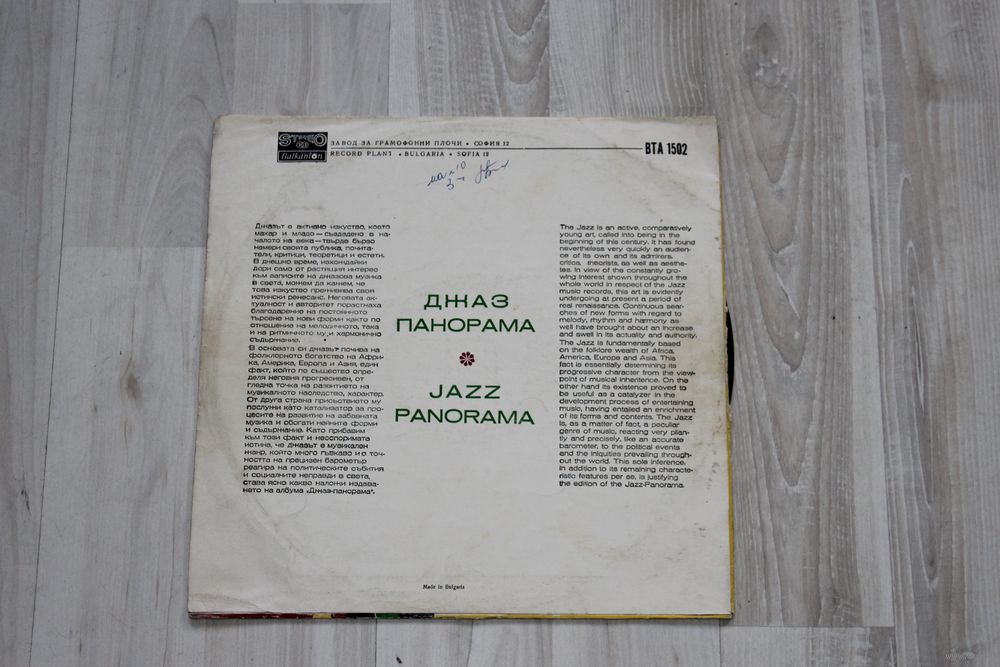 STEREO
Balkanton
ЗАВОД ЗА ГРАМОФОННИ ПЛОЧИ • СОФИЯ 12
RECORD PLANT • BULGARIA • SOFIA 12
ВТА 1502
Джазът е активно изкуство, което
макар и младо — създадено в на-
чалото на века — твърде бързо
намери своята публика, почита-
тели, критици, теоретици и естети.
В днешно време, изхождайки
дори само от растящия интерес
към записите на джазова музика
в света, можем да кажем, че
това изкуство преживява своя
истински ренесанс. Неговата ак-
туалност и авторитет пораснаха
благодарение на постоянното
търсене на нови форми както по
отношение на мелодичното, така
и на ритмичното му и хармонично
съдържание.
В основата си джазът почива на
фолклорното богатство на Афри-
ка, Америка, Европа и Азия, един
факт, който по същество опре-
деля неговия прогресивен, от
гледна точка на развитието на
музикалното наследство, характер.
От друга страна присъствието му
послужи като катализатор за про-
цесите на развитие на забавната
музика и обогати нейните форми
и съдържание. Като прибавим
към този факт и неоспоримата
истина, че джазът е музикален
жанр, който много гъвкаво и с точ-
ността на прецизен барометър
реагира на политическите събития
и социалните неправди в света,
става ясно какво наложи издава-
нето на албума «Джаз-панорама».
ДЖАЗ
ПАНОРАМА
JAZZ
PANORAMA
The Jazz is an active, comparatively
young art, called into being in the
beginning of this century. It has found
nevertheless very quickly an audien-
ce of its own and its admirers,
critics, theorists, as well as aesthe-
tes. In view of the constantly gro-
wing interest shown throughout the
whole world in respect of the Jazz
music records, this art is evidently
undergoing at present a period of
real renaissance. Continuous sear-
ches of new forms with regard to
melody, rhythm and harmony as
well have brought about an increase
and swell in its actuality and authority.
The Jazz is fundamentally based
on the folklore wealth of Africa,
America, Europe and Asia. This
fact is essentially determining its
progressive character from the view-
point of musical inheritence. On the
other hand its existence proved to
be useful as a catalyzer in the
development process of entertaining
music, having entailed an enrichment
of its forms and contents. The Jazz
is, as a matter of fact, a peculiar
genre of music, reacting very plian-
tly and precisely, like an accurate
barometer, to the political events
and the iniquities prevailing through-
out the world. This sole inference,
in addition to its remaining characte-
ristic features per se, is justifying
the edition of the Jazz-Panorama.
Made in Bulgaria